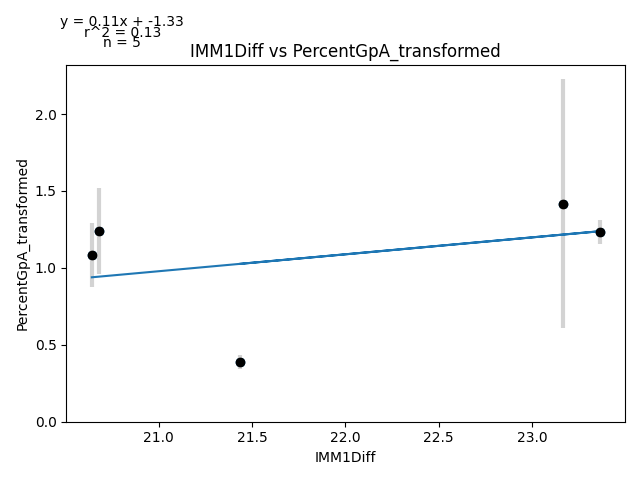 y = 0.11x + -1.33
r^2 = 0.13
n = 5
IMM1Diff vs PercentGpA_transformed
2.0
1.5
1.0
0.5
0.0
PercentGpA_transformed
21.0 21.5 22.0 22.5 23.0
IMM1Diff